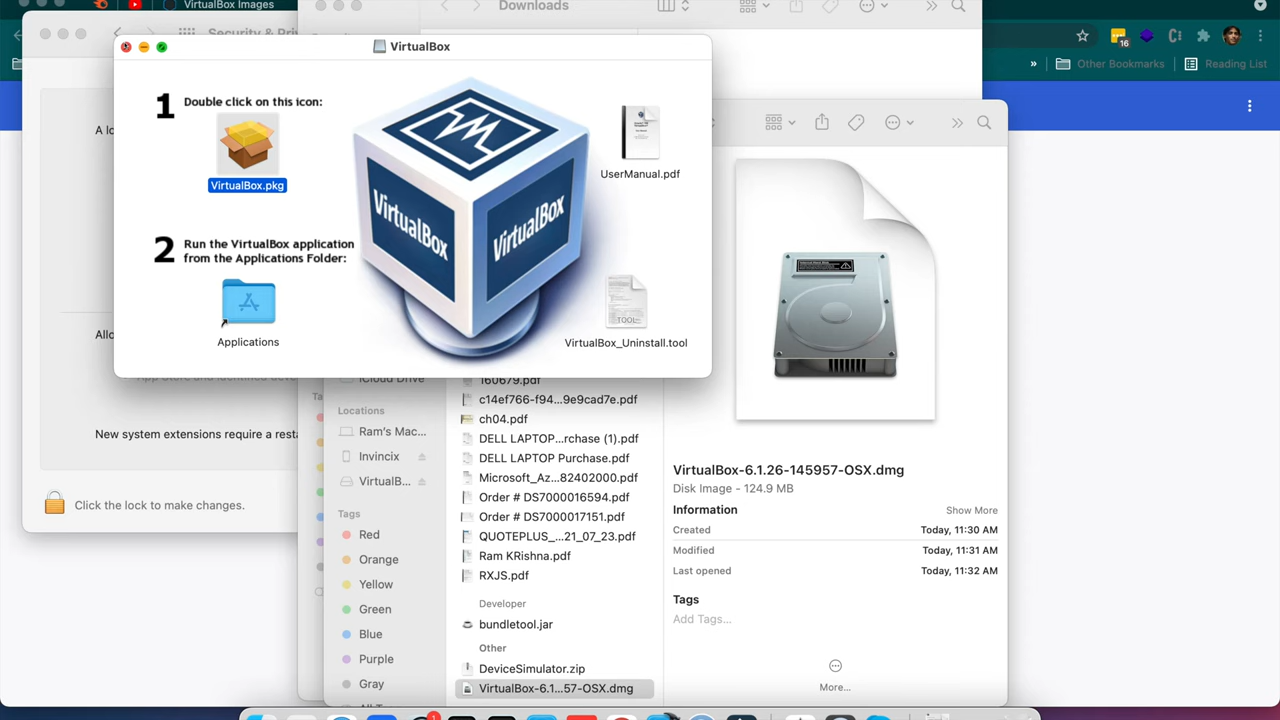 VirtualBox Images
Downloads
Security & Pri
16
Other Bookmarks
Reading List
VirtualBox
1
Double click on this icon:
VirtualBox.pkg
2
Run the VirtualBox application
from the Applications Folder:
Applications
VirtualBox
VirtualBox
UserManual.pdf
TOOL
VirtualBox_Uninstall.tool
A lo
Allo
App Store and identified deve
New system extensions require a resta
Click the lock to make changes.
iCloud Drive
Locations
Ram's Mac...
Invincix
VirtualB...
Tags
Red
Orange
Yellow
Green
Blue
Purple
Gray
160679.pdf
c14ef766-f94...9e9cad7e.pdf
ch04.pdf
DELL LAPTOP...rchase (1).pdf
DELL LAPTOP Purchase.pdf
Microsoft_Az...82402000.pdf
Order # DS7000016594.pdf
Order # DS7000017151.pdf
QUOTEPLUS_...21_07_23.pdf
Ram KRishna.pdf
RXJS.pdf
Developer
bundletool.jar
Other
DeviceSimulator.zip
VirtualBox-6.1...57-OSX.dmg
VirtualBox-6.1.26-145957-OSX.dmg
Disk Image - 124.9 MB
Information
Show More
Created
Today, 11:30 AM
Modified
Today, 11:31 AM
Last opened
Today, 11:32 AM
Tags
Add Tags...
More...